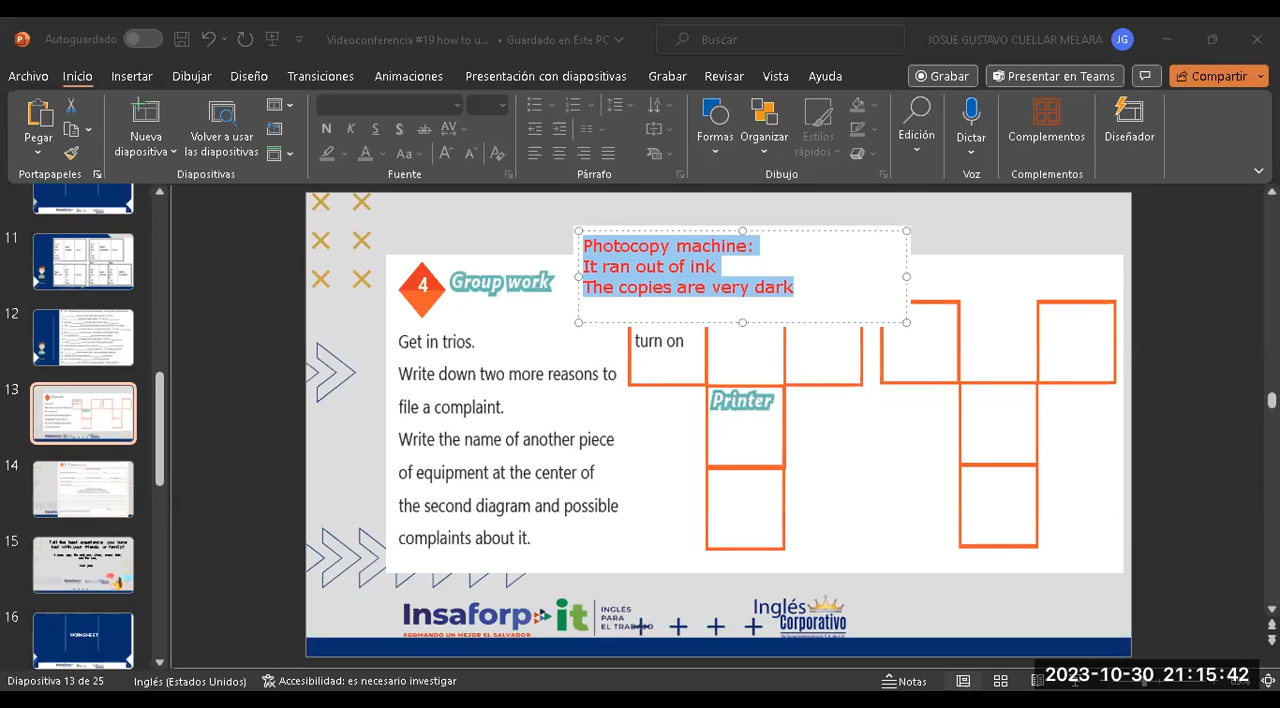 Autoguardado
Videoconferencia #19 how to u... • Guardado en Este PC
Buscar
JOSUE GUSTAVO CUELLAR MELARA
JG
Archivo Inicio Insertar Dibujar Diseño Transiciones Animaciones Presentación con diapositivas Grabar Revisar Vista Ayuda
Grabar
Presentar en Teams
Compartir
Pegar
Nueva diapositiva
Volver a usar las diapositivas
Formas
Organizar
Estilos rápidos
Edición
Dictar
Complementos
Diseñador
Portapapeles
Diapositivas
Fuente
Párrafo
Dibujo
Voz
Complementos
11
12
13
14
15
16
WORKSHEET
Photocopy machine:
It ran out of ink
The copies are very dark
4 Group work
Get in trios.
Write down two more reasons to
file a complaint.
Write the name of another piece
of equipment at the center of
the second diagram and possible
complaints about it.
turn on
Printer
Insaforp it
FORMANDO UN MEJOR EL SALVADOR
INGLÉS
PARA
EL TRABAJO
Inglés
Corporativo
Diapositiva 13 de 25
Inglés (Estados Unidos)
Accesibilidad: es necesario investigar
Notas
2023-10-30 21:15:42